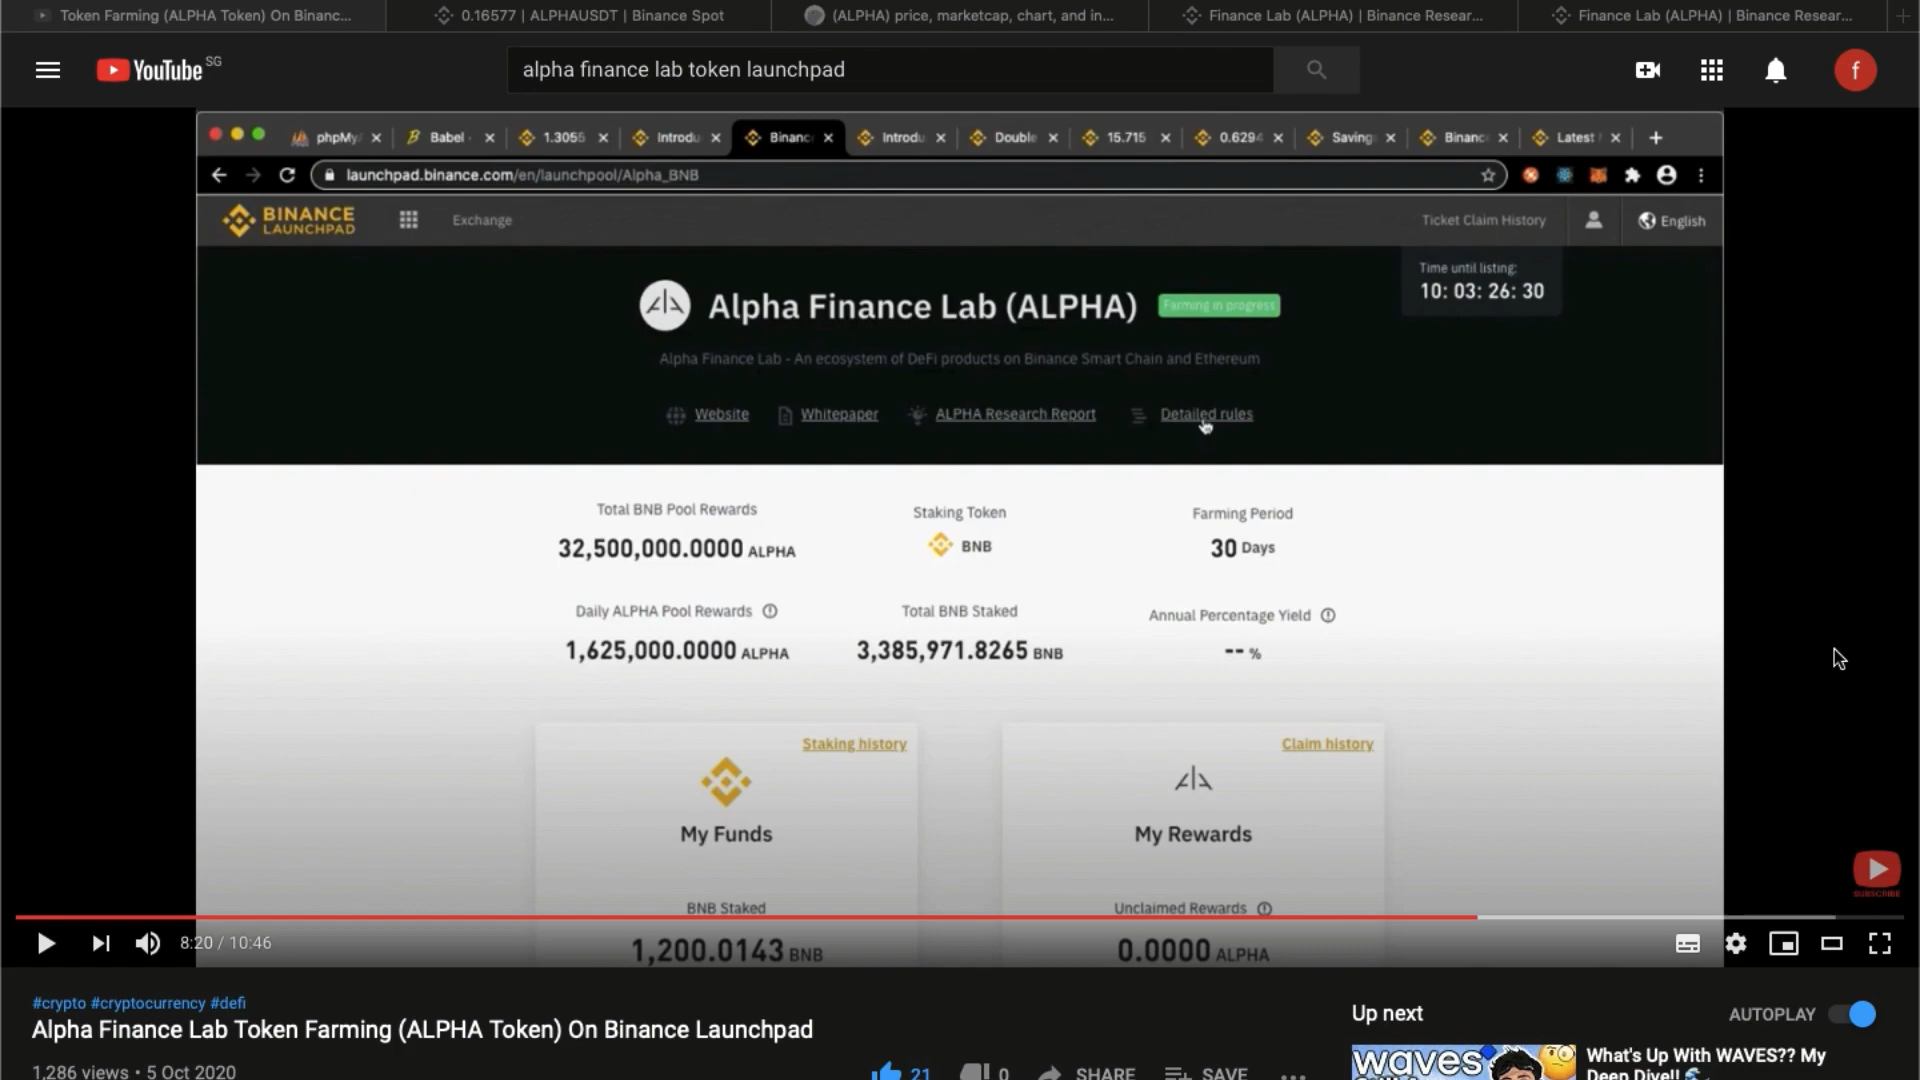 Token Farming (ALPHA Token) On Binanc...
0.16577 | ALPHAUSDT | Binance Spot
(ALPHA) price, marketcap, chart, and in...
Finance Lab (ALPHA) | Binance Resear...
Finance Lab (ALPHA) | Binance Resear...
YouTube SG
alpha finance lab token launchpad
f
phpMy
Babel
1.3055
Introdu
Binanc
Introdu
Double
15.715
0.6294
Saving
Binanc
Latest
launchpad.binance.com/en/launchpool/Alpha_BNB
BINANCE
LAUNCHPAD
Exchange
Ticket Claim History
English
Time until listing:
10: 03: 26: 30
Alpha Finance Lab (ALPHA)
Farming in progress
Alpha Finance Lab - An ecosystem of DeFi products on Binance Smart Chain and Ethereum
Website
Whitepaper
ALPHA Research Report
Detailed rules
Total BNB Pool Rewards
32,500,000.0000 ALPHA
Staking Token
BNB
Farming Period
30 Days
Daily ALPHA Pool Rewards
1,625,000.0000 ALPHA
Total BNB Staked
3,385,971.8265 BNB
Annual Percentage Yield
-- %
Staking history
My Funds
BNB Staked
1,200.0143 BNB
Claim history
My Rewards
Unclaimed Rewards
0.0000 ALPHA
SUBSCRIBE
8:20 / 10:46
#crypto #cryptocurrency #defi
Alpha Finance Lab Token Farming (ALPHA Token) On Binance Launchpad
1,286 views • 5 Oct 2020
21
0
SHARE
SAVE
Up next
AUTOPLAY
waves
What's Up With WAVES?? My
Deep Dive!!